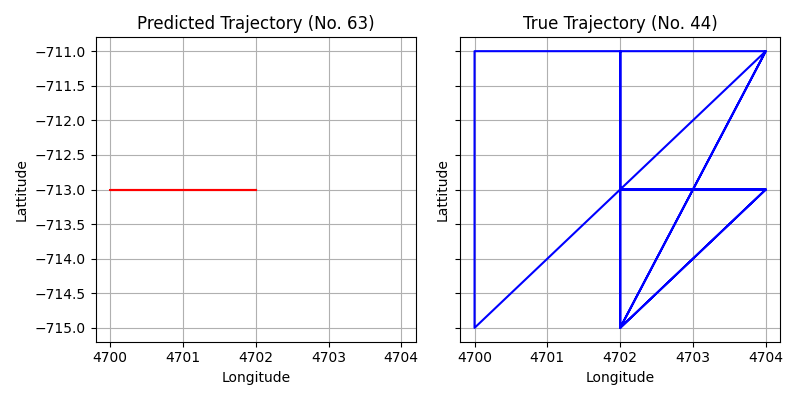 Predicted Trajectory (No. 63)
−711.0
−711.5
−712.0
−712.5
−713.0
−713.5
−714.0
−714.5
−715.0
Lattitude
4700 4701 4702 4703 4704
Longitude
True Trajectory (No. 44)
Lattitude
4700 4701 4702 4703 4704
Longitude